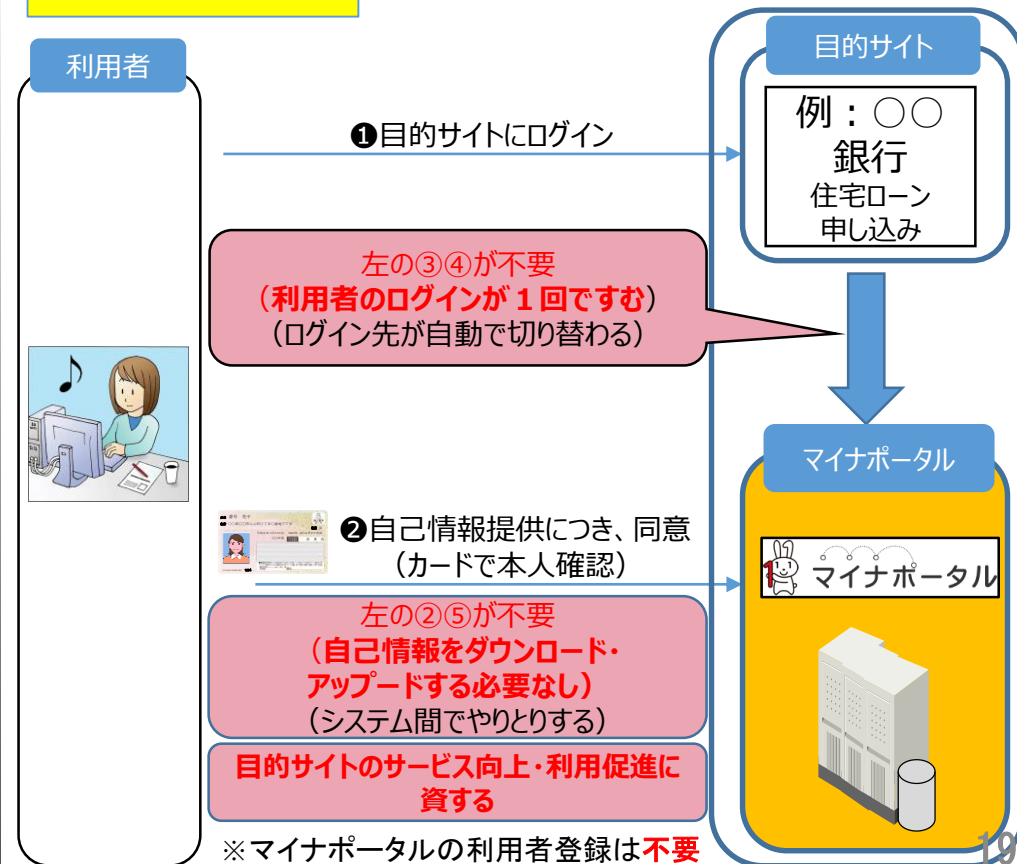 利用者
目的サイト
例：○○
銀行
住宅ローン
申し込み
❶目的サイトにログイン
左の③④が不要
（利用者のログインが１回ですむ）
（ログイン先が自動で切り替わる）
マイナポータル
❷自己情報提供につき、同意
（カードで本人確認）
マイナポータル
左の②⑤が不要
（自己情報をダウンロード・
アップードする必要なし）
（システム間でやりとりする）
目的サイトのサービス向上・利用促進に
資する
※マイナポータルの利用者登録は不要
19